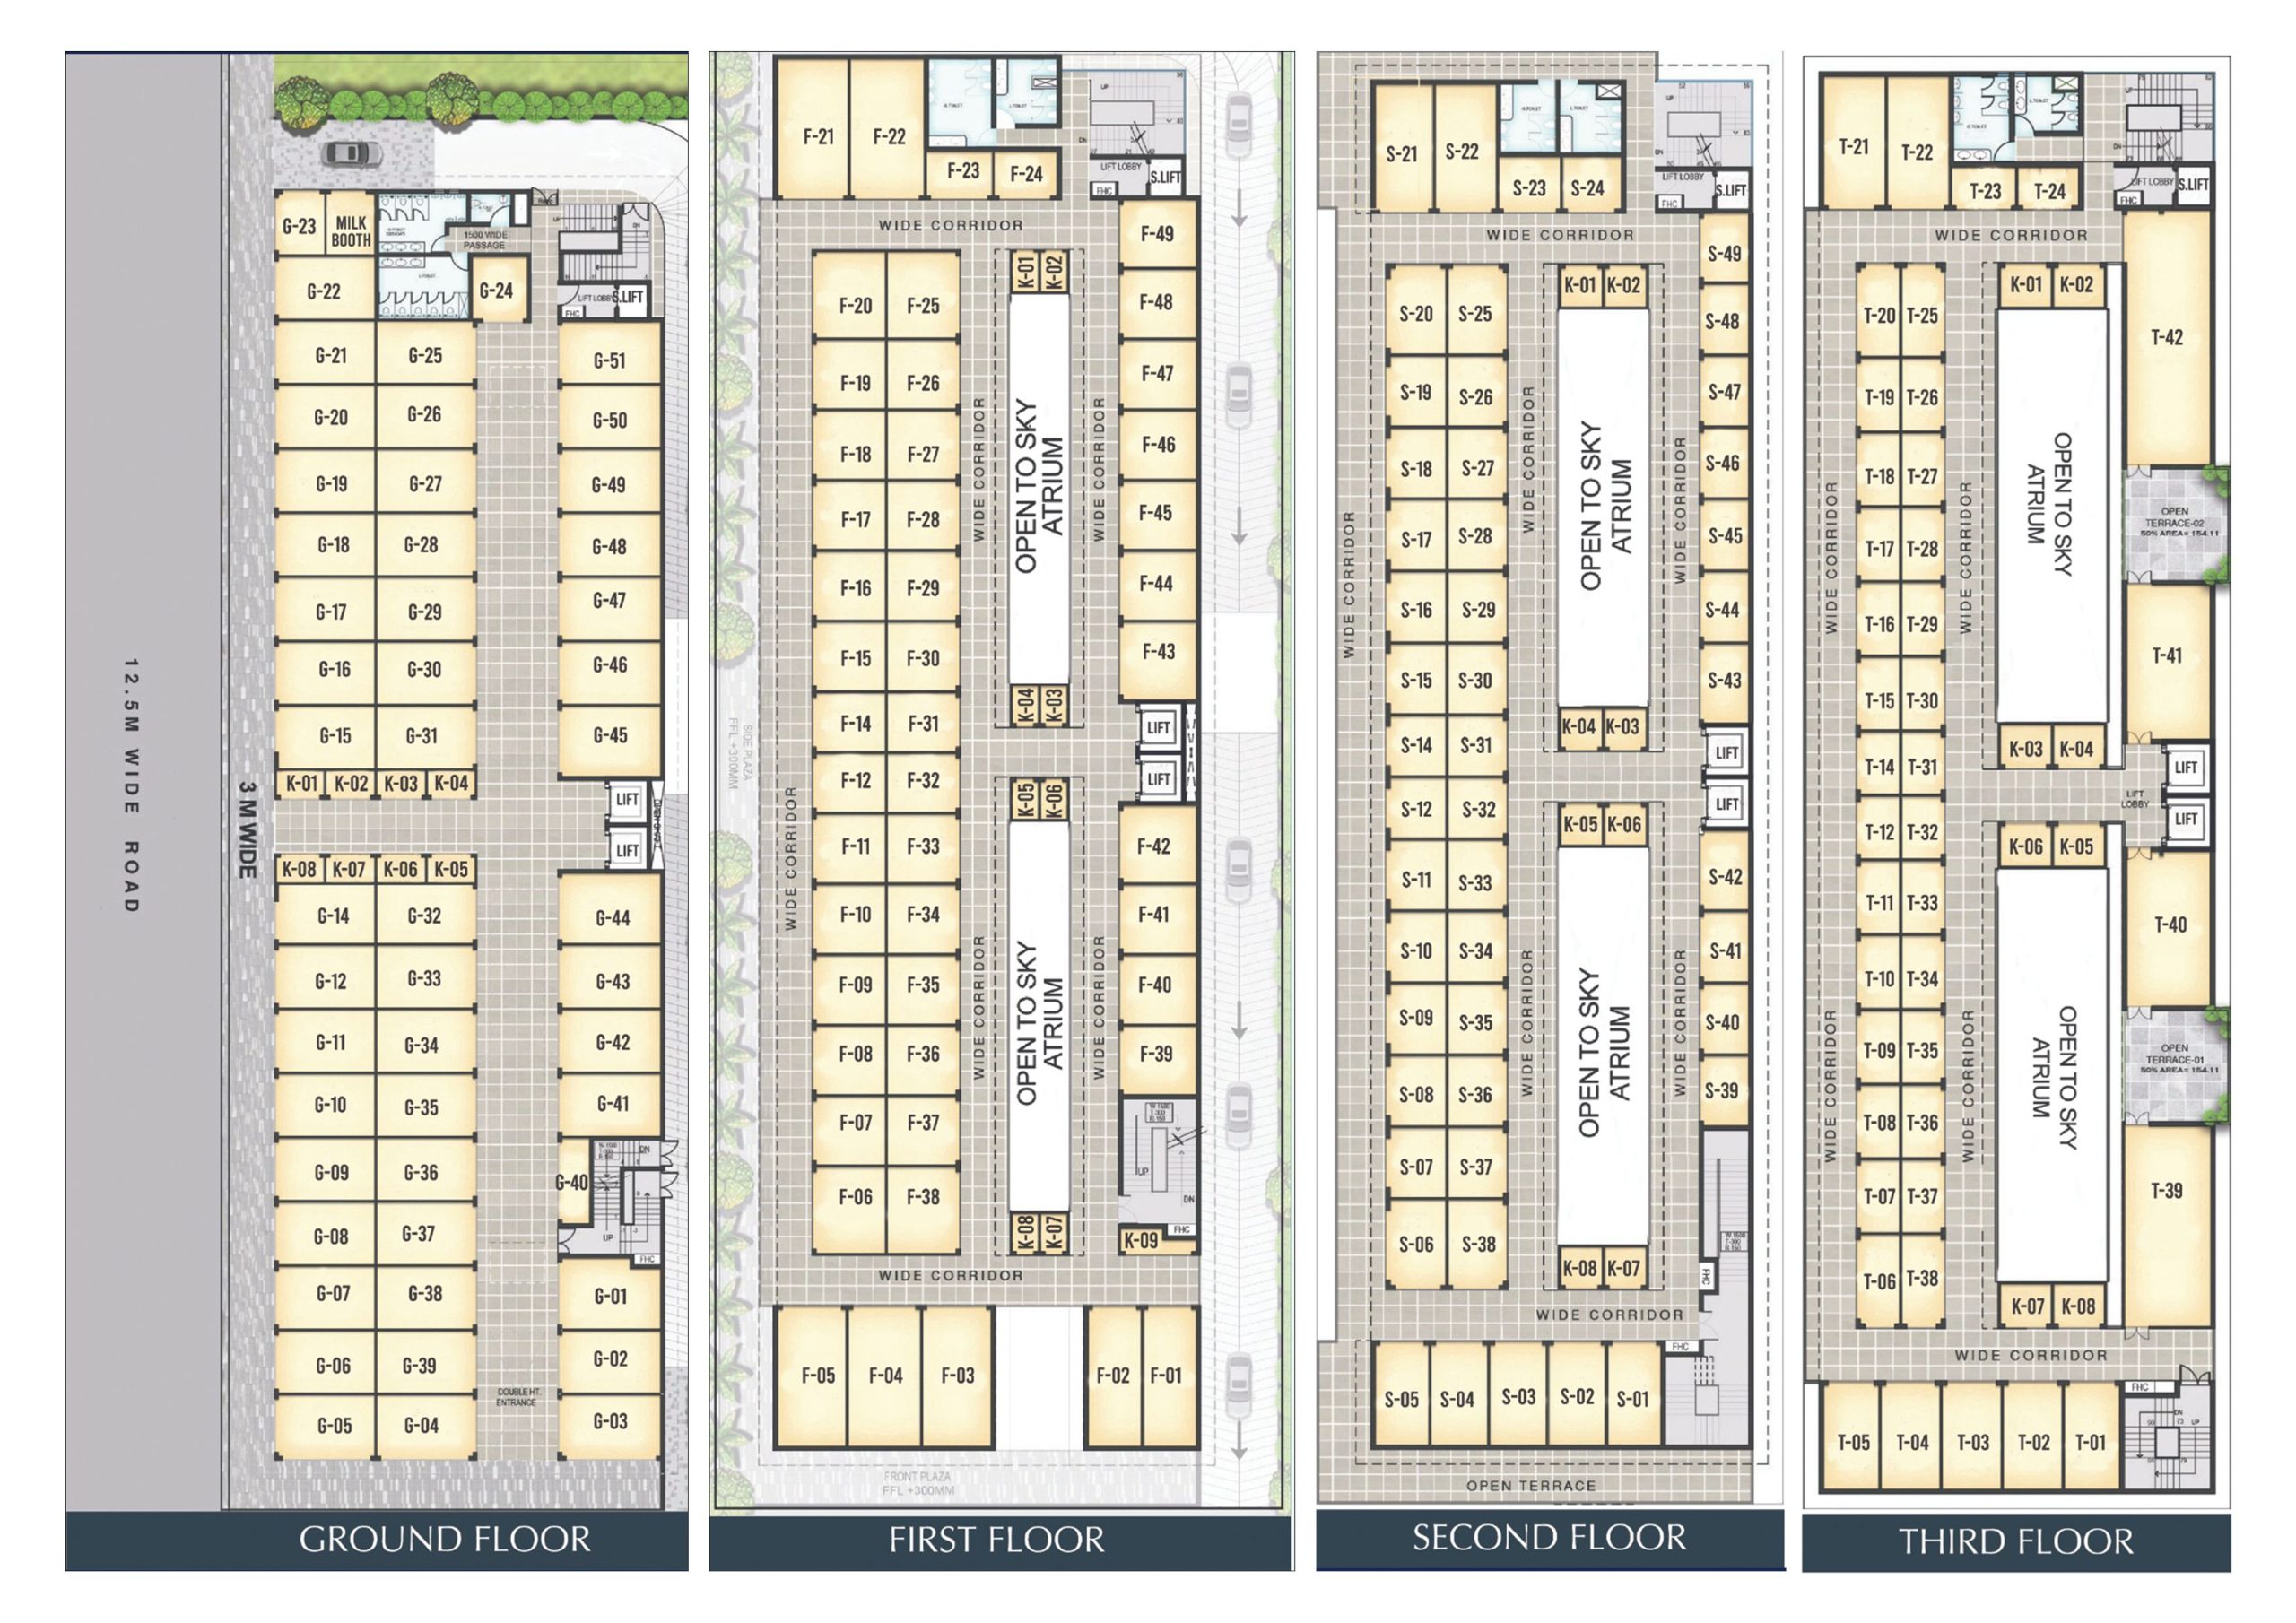 G-23
MILK
BOOTH
1500 WIDE
PASSAGE
UP
DN
G-22
L.TOILET
G-24
LIFT LOBBY
S.LIFT
FHC
G-21
G-25
G-51
G-20
G-26
G-50
G-19
G-27
G-49
G-18
G-28
G-48
G-17
G-29
G-47
G-16
G-30
G-46
G-15
G-31
G-45
K-01
K-02
K-03
K-04
LIFT
LIFT
12.5M WIDE ROAD
3 M WIDE
K-08
K-07
K-06
K-05
G-14
G-32
G-44
G-12
G-33
G-43
G-11
G-34
G-42
G-10
G-35
G-41
G-09
G-36
G-40
DN
G-08
G-37
UP
FHC
G-07
G-38
G-01
G-06
G-39
G-02
DOUBLE HT.
ENTRANCE
G-05
G-04
G-03
GROUND FLOOR
F-21
F-22
G.TOILET
L.TOILET
UP
DN
F-23
F-24
LIFT LOBBY
S.LIFT
FHC
WIDE CORRIDOR
F-49
K-01
K-02
F-20
F-25
F-48
F-19
F-26
F-47
F-18
F-27
F-46
WIDE CORRIDOR
OPEN TO SKY
ATRIUM
WIDE CORRIDOR
F-17
F-28
F-45
F-16
F-29
F-44
F-15
F-30
F-43
K-04
K-03
F-14
F-31
LIFT
SIDE PLAZA
FFL +300MM
F-12
F-32
LIFT
K-05
K-06
WIDE CORRIDOR
F-11
F-33
F-42
F-10
F-34
F-41
F-09
F-35
F-40
WIDE CORRIDOR
OPEN TO SKY
ATRIUM
WIDE CORRIDOR
F-08
F-36
F-39
F-07
F-37
UP
F-06
F-38
DN
FHC
K-08
K-07
K-09
WIDE CORRIDOR
F-05
F-04
F-03
F-02
F-01
FRONT PLAZA
FFL +300MM
FIRST FLOOR
S-21
S-22
G.TOILET
L.TOILET
UP
DN
S-23
S-24
LIFT LOBBY
S.LIFT
FHC
WIDE CORRIDOR
S-49
K-01
K-02
S-20
S-25
S-48
S-19
S-26
S-47
S-18
S-27
S-46
WIDE CORRIDOR
WIDE CORRIDOR
OPEN TO SKY
ATRIUM
WIDE CORRIDOR
S-17
S-28
S-45
S-16
S-29
S-44
S-15
S-30
S-43
K-04
K-03
S-14
S-31
LIFT
S-12
S-32
LIFT
K-05
K-06
S-11
S-33
S-42
S-10
S-34
S-41
S-09
S-35
S-40
WIDE CORRIDOR
OPEN TO SKY
ATRIUM
WIDE CORRIDOR
S-08
S-36
S-39
S-07
S-37
S-06
S-38
K-08
K-07
FHC
WIDE CORRIDOR
FHC
S-05
S-04
S-03
S-02
S-01
OPEN TERRACE
SECOND FLOOR
T-21
T-22
G.TOILET
L.TOILET
UP
DN
T-23
T-24
LIFT LOBBY
S.LIFT
FHC
WIDE CORRIDOR
K-01
K-02
T-20
T-25
T-42
T-19
T-26
T-18
T-27
WIDE CORRIDOR
WIDE CORRIDOR
OPEN TO SKY
ATRIUM
OPEN
TERRACE-02
50% AREA= 154.11
T-17
T-28
T-16
T-29
T-41
T-15
T-30
K-03
K-04
T-14
T-31
LIFT
LIFT
LOBBY
T-12
T-32
LIFT
K-06
K-05
T-11
T-33
T-40
T-10
T-34
WIDE CORRIDOR
WIDE CORRIDOR
OPEN TO SKY
ATRIUM
OPEN
TERRACE-01
50% AREA= 154.11
T-09
T-35
T-08
T-36
T-07
T-37
T-39
T-06
T-38
K-07
K-08
WIDE CORRIDOR
FHC
T-05
T-04
T-03
T-02
T-01
DN
UP
THIRD FLOOR